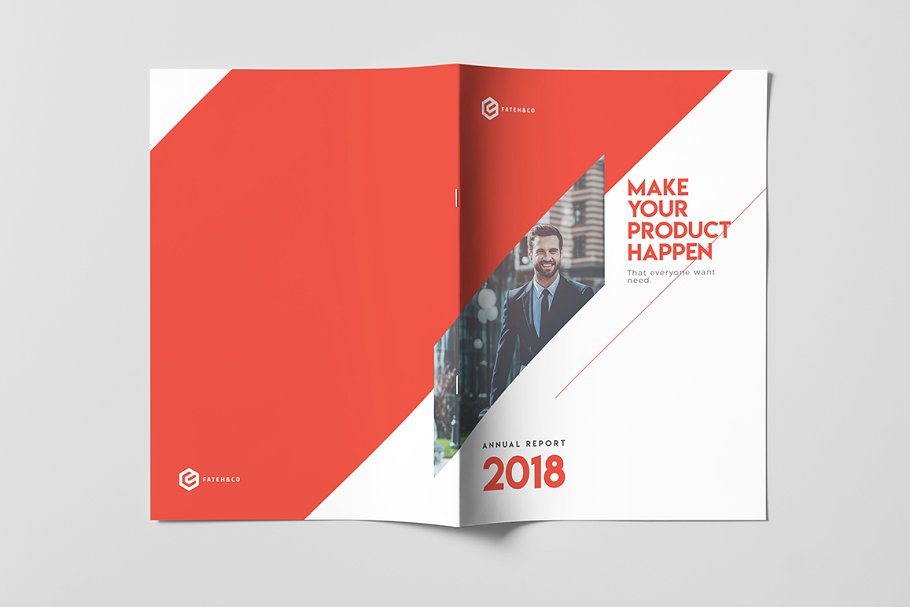 FATEH&CO
FATEH&CO
MAKE
YOUR
PRODUCT
HAPPEN
That everyone want
need.
ANNUAL REPORT
2018